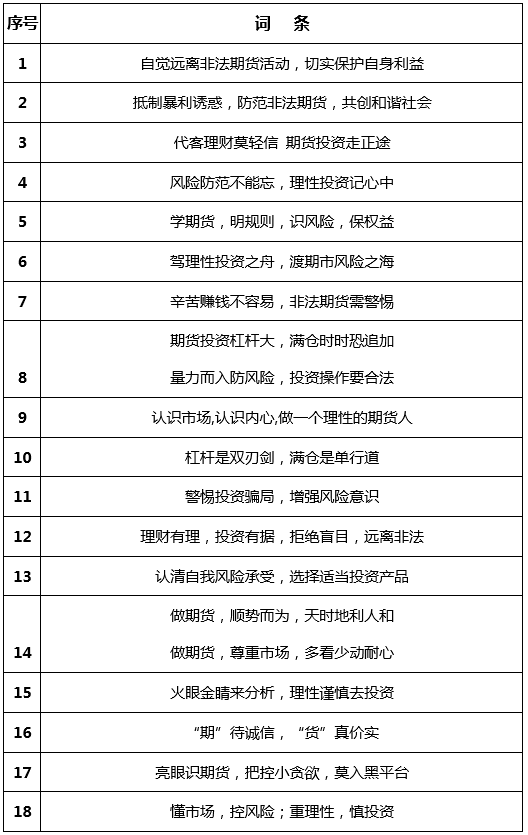 序号 词 条
1 自觉远离非法期货活动，切实保护自身利益
2 抵制暴利诱惑，防范非法期货，共创和谐社会
3 代客理财莫轻信 期货投资走正途
4 风险防范不能忘，理性投资记心中
5 学期货，明规则，识风险，保权益
6 驾理性投资之舟，渡期市风险之海
7 辛苦赚钱不容易，非法期货需警惕
期货投资杠杆大，满仓时时恐追加
8 量力而入防风险，投资操作要合法
9 认识市场,认识内心,做一个理性的期货人
10 杠杆是双刃剑，满仓是单行道
11 警惕投资骗局，增强风险意识
12 理财有理，投资有据，拒绝盲目，远离非法
13 认清自我风险承受，选择适当投资产品
做期货，顺势而为，天时地利人和
14 做期货，尊重市场，多看少动耐心
15 火眼金睛来分析，理性谨慎去投资
16 “期”待诚信，“货”真价实
17 亮眼识期货，把控小贪欲，莫入黑平台
18 懂市场，控风险；重理性，慎投资